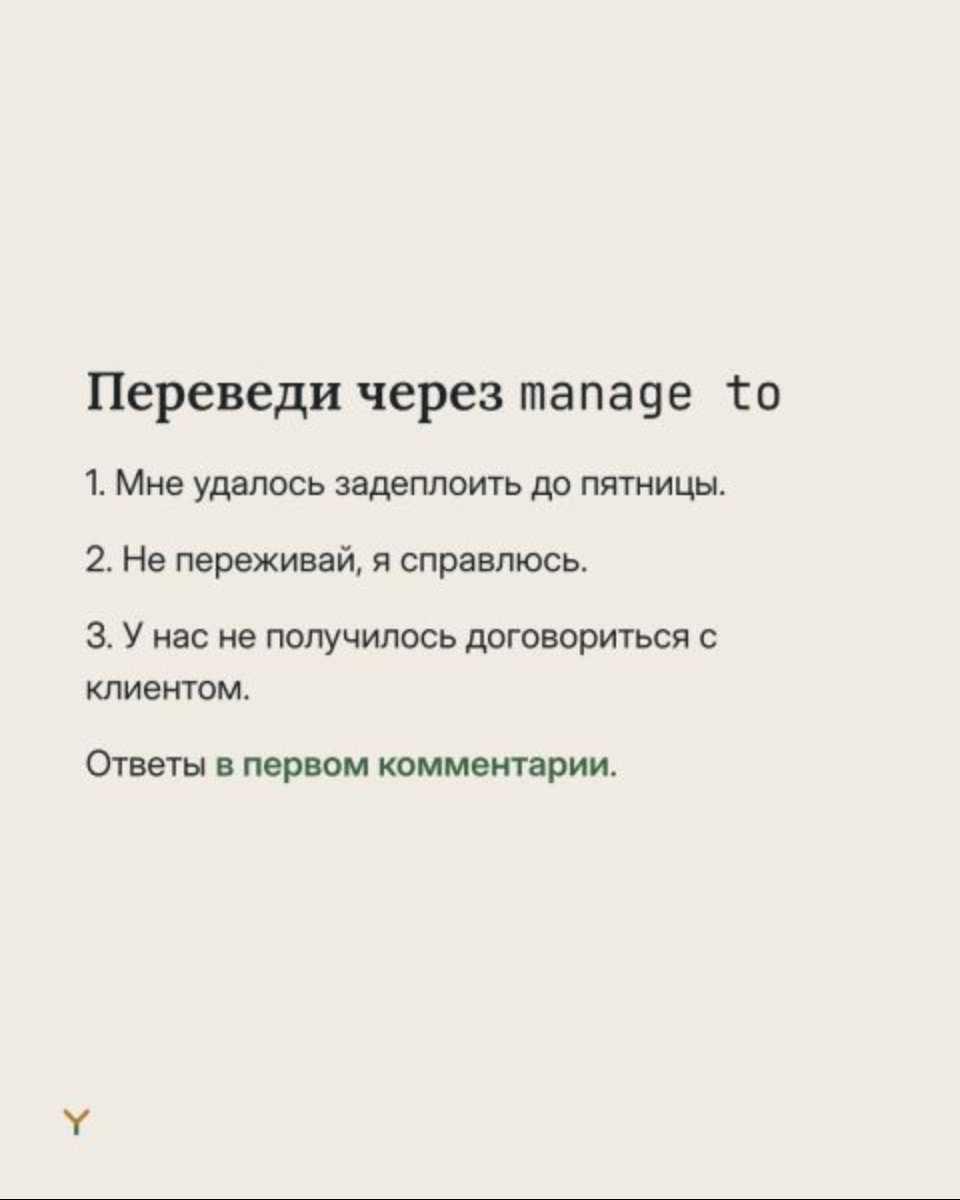 Переведи через manage to
1. Мне удалось задеплоить до пятницы.
2. Не переживай, я справлюсь.
3. У нас не получилось договориться с
клиентом.
Ответы в первом комментарии.